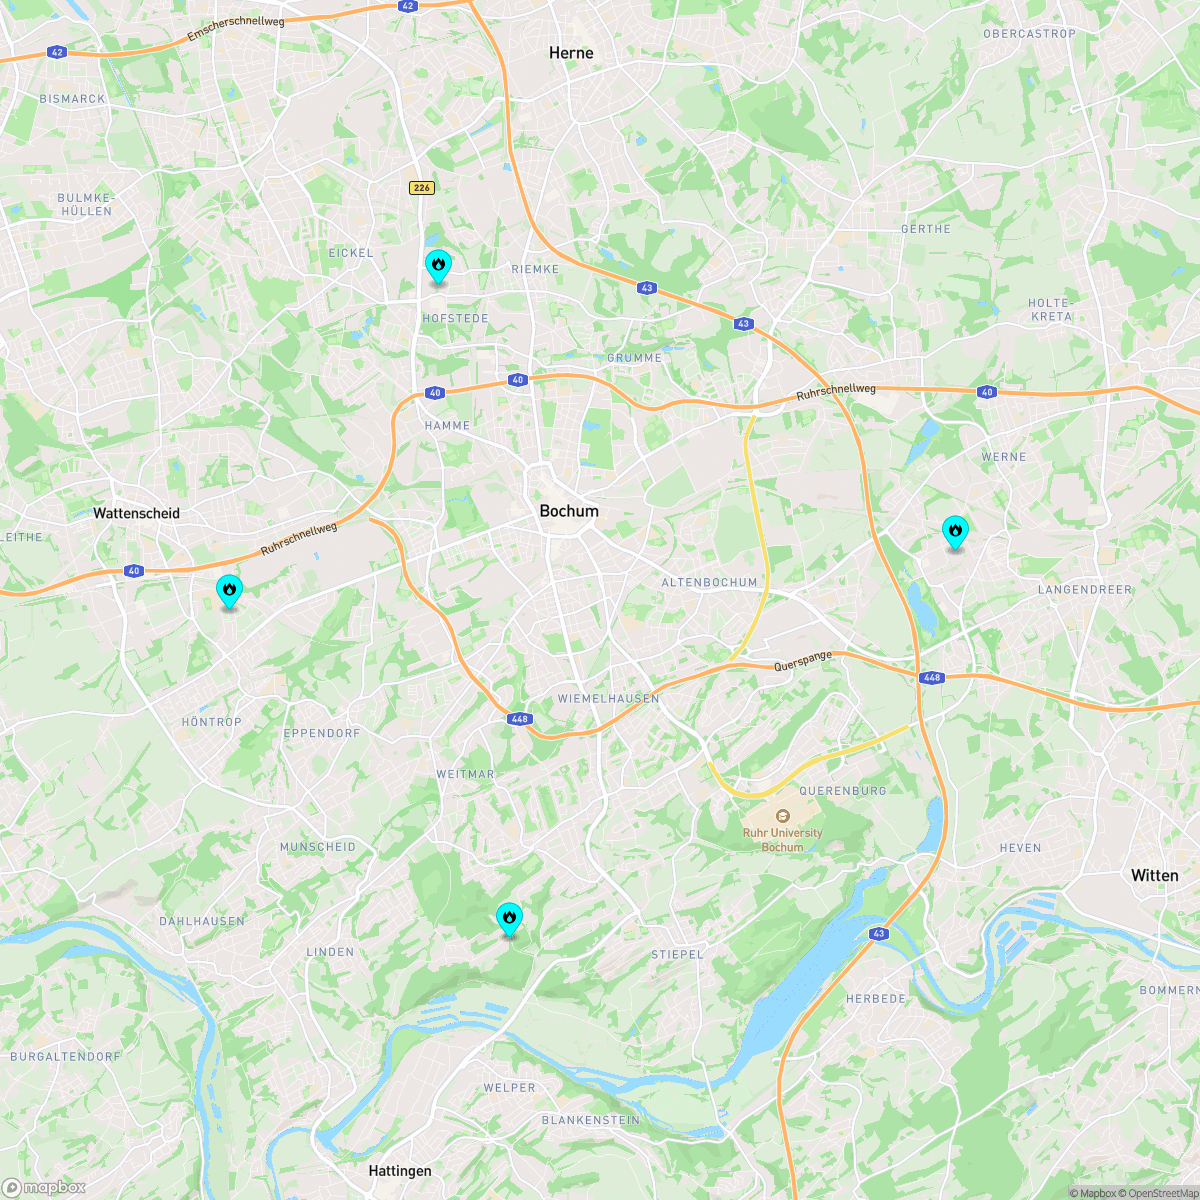 42
Emscherschnellweg
42
Herne
OBERCASTROP
BISMARCK
226
BULMKE-
HÜLLEN
EICKEL
GERTHE
RIEMKE
43
HOLTE-
KRETA
HOFSTEDE
43
GRUMME
40
40
Ruhrschnellweg
40
HAMME
WERNE
Wattenscheid
Bochum
LEITHE
Ruhrschnellweg
40
ALTENBOCHUM
LANGENDREER
Querspange
448
WIEMELHAUSEN
448
HÖNTROP
EPPENDORF
WEITMAR
QUERENBURG
Ruhr University
Bochum
MUNSCHEID
HEVEN
Witten
DAHLHAUSEN
43
LINDEN
STIEPEL
BOMMERN
HERBEDE
BURGALTENDORF
WELPER
BLANKENSTEIN
Hattingen
mapbox
© Mapbox © OpenStreetMap